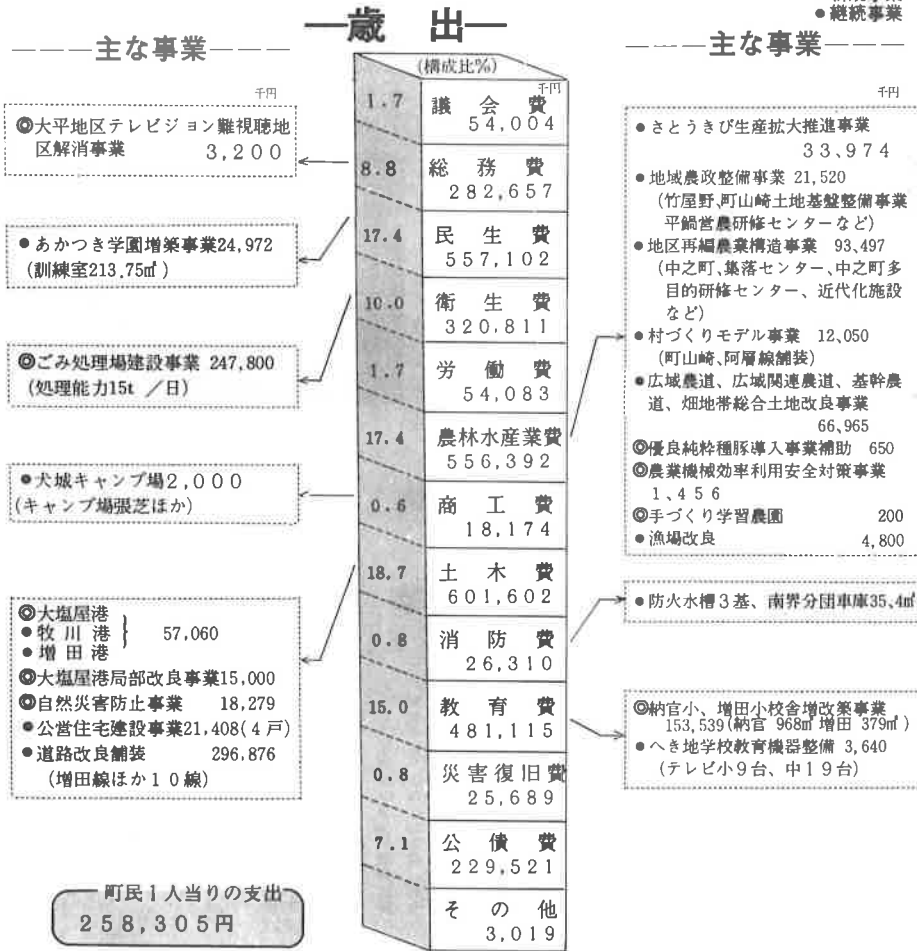 ●継続事業
―歳　出―
―――主な事業―――
千円
◎大平地区テレビジョン難視聴地
区解消事業　3,200
●あかつき学園増築事業24,972
(訓練室213.75㎡)
◎ごみ処理場建設事業 247,800
(処理能力15t ／日)
●犬城キャンプ場2,000
(キャンプ場張芝ほか)
◎大塩屋港
●牧川港 } 57,060
●増田港
◎大塩屋港局部改良事業15,000
◎自然災害防止事業　18,279
●公営住宅建設事業21,408(4戸)
●道路改良舗装　296,876
(増田線ほか10線)
町民1人当りの支出
258,305円
(構成比%)
千円
1.7　議会費
54,004
8.8　総務費
282,657
17.4　民生費
557,102
10.0　衛生費
320,811
1.7　労働費
54,083
17.4　農林水産業費
556,392
0.6　商工費
18,174
18.7　土木費
601,602
0.8　消防費
26,310
15.0　教育費
481,115
0.8　災害復旧費
25,689
7.1　公債費
229,521
その他
3,019
―――主な事業―――
千円
●さとうきび生産拡大推進事業
33、974
●地域農政整備事業 21,520
(竹屋野、町山崎土地基盤整備事業
平鍋営農研修センターなど)
●地区再編農業構造事業　93,497
(中之町、集落センター、中之町多
目的研修センター、近代化施設
など)
●村づくりモデル事業　12,050
(町山崎、阿層線舗装)
●広域農道、広域関連農道、基幹農
道、畑地帯総合土地改良事業
66,965
◎優良純粋種豚導入事業補助　650
◎農業機械効率利用安全対策事業
1、456
◎手づくり学習農園　200
●漁場改良　4,800
●防火水槽3基、南界分団車庫35.4㎡
◎納官小、増田小校舎増改築事業
153,539(納官 968㎡ 増田 379㎡)
●へき地学校教育機器整備 3,640
(テレビ小9台、中19台)